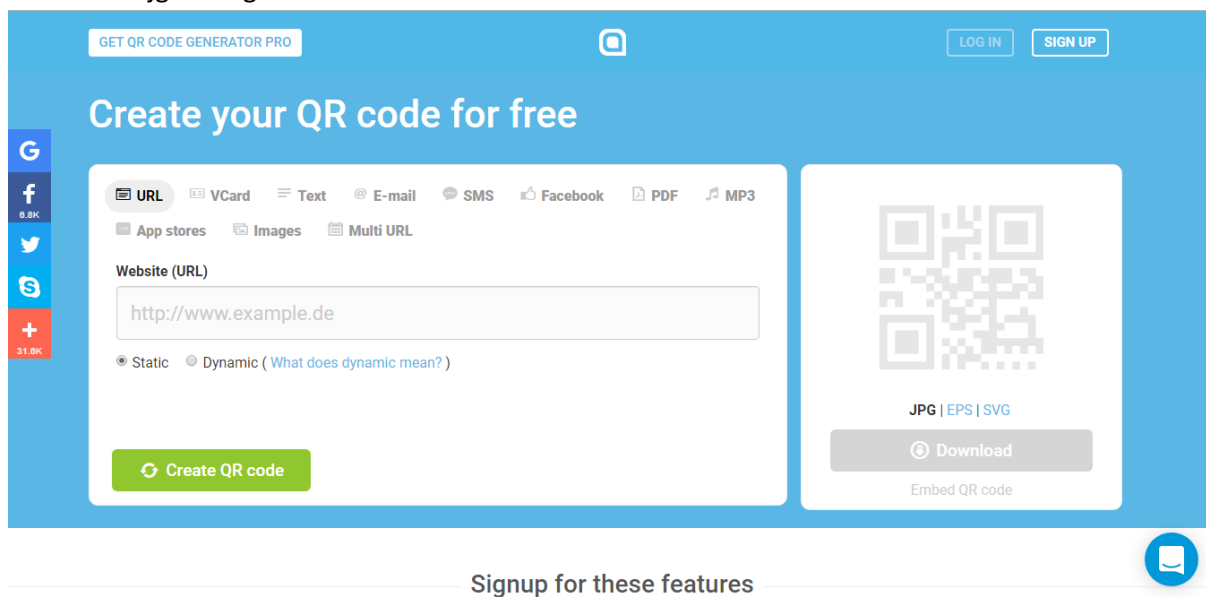 GET QR CODE GENERATOR PRO
LOG IN
SIGN UP
Create your QR code for free
G
f
6.8K
31.6K
URL VCard Text @ E-mail SMS Facebook PDF MP3
App stores Images Multi URL
Website (URL)
http://www.example.de
Static Dynamic ( What does dynamic mean? )
Create QR code
JPG | EPS | SVG
Download
Embed QR code
Signup for these features